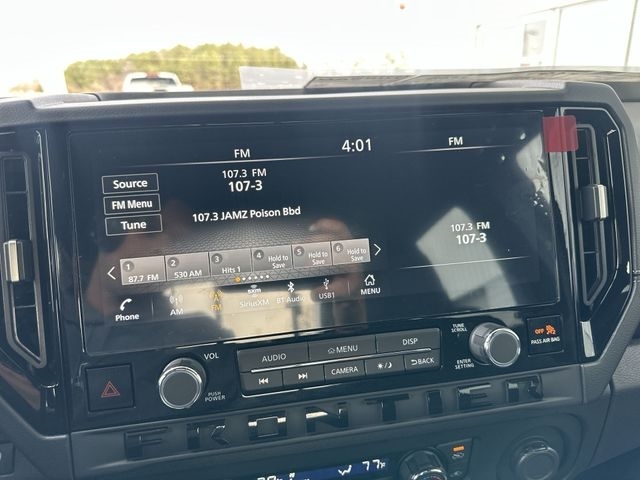 FM 4:01 FM
Source 107.3 FM
107-3
FM Menu
Tune 107.3 JAMZ Poison Bbd
107.3 FM
107-3
1 2 3 4 Hold to Save 5 Hold to Save 6 Hold to Save
87.7 FM 530 AM Hits 1
Phone AM FM SiriusXM BT Audio USB1 MENU
sxm
VOL
PUSH POWER
AUDIO MENU DISP
CAMERA BACK
TUNE SCROLL
ENTER SETTING
OFF
PASS AIR BAG
77°F